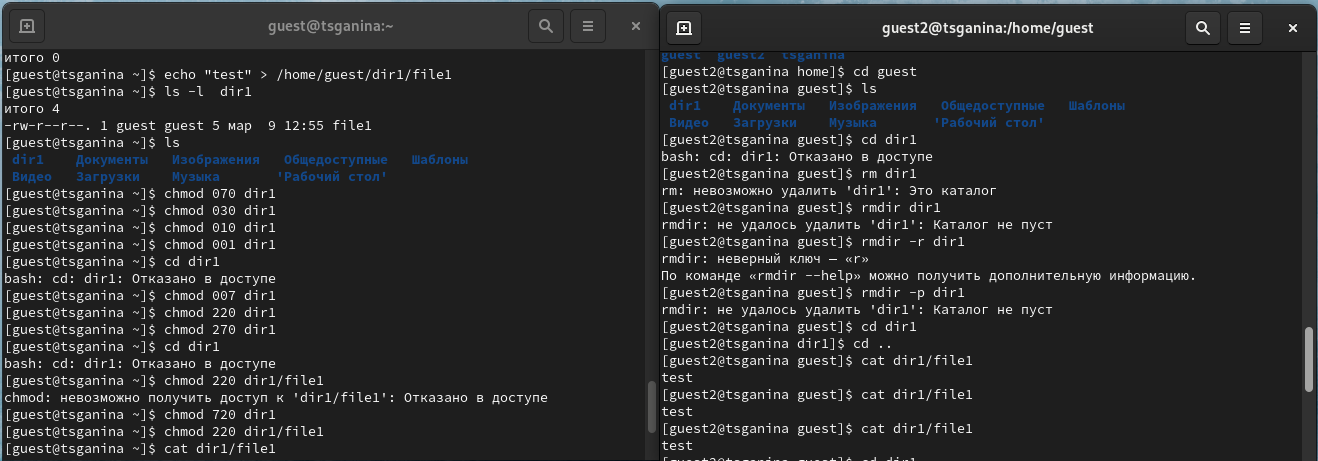 guest@tsganina:~
итого 0
[guest@tsganina ~]$ echo "test" > /home/guest/dir1/file1
[guest@tsganina ~]$ ls -l  dir1
итого 4
-rw-r--r--. 1 guest guest 5 мар  9 12:55 file1
[guest@tsganina ~]$ ls
dir1    Документы   Изображения   Общедоступные   Шаблоны
Видео   Загрузки    Музыка       'Рабочий стол'
[guest@tsganina ~]$ chmod 070 dir1
[guest@tsganina ~]$ chmod 030 dir1
[guest@tsganina ~]$ chmod 010 dir1
[guest@tsganina ~]$ chmod 001 dir1
[guest@tsganina ~]$ cd dir1
bash: cd: dir1: Отказано в доступе
[guest@tsganina ~]$ chmod 007 dir1
[guest@tsganina ~]$ chmod 220 dir1
[guest@tsganina ~]$ chmod 270 dir1
[guest@tsganina ~]$ cd dir1
bash: cd: dir1: Отказано в доступе
[guest@tsganina ~]$ chmod 220 dir1/file1
chmod: невозможно получить доступ к 'dir1/file1': Отказано в доступе
[guest@tsganina ~]$ chmod 720 dir1
[guest@tsganina ~]$ chmod 220 dir1/file1
[guest@tsganina ~]$ cat dir1/file1
guest2@tsganina:/home/guest
guest  guest2  tsganina
[guest2@tsganina home]$ cd guest
[guest2@tsganina guest]$ ls
dir1    Документы   Изображения   Общедоступные   Шаблоны
Видео   Загрузки    Музыка       'Рабочий стол'
[guest2@tsganina guest]$ cd dir1
bash: cd: dir1: Отказано в доступе
[guest2@tsganina guest]$ rm dir1
rm: невозможно удалить 'dir1': Это каталог
[guest2@tsganina guest]$ rmdir dir1
rmdir: не удалось удалить 'dir1': Каталог не пуст
[guest2@tsganina guest]$ rmdir -r dir1
rmdir: неверный ключ — «r»
По команде «rmdir --help» можно получить дополнительную информацию.
[guest2@tsganina guest]$ rmdir -p dir1
rmdir: не удалось удалить 'dir1': Каталог не пуст
[guest2@tsganina guest]$ cd dir1
[guest2@tsganina dir1]$ cd ..
[guest2@tsganina guest]$ cat dir1/file1
test
[guest2@tsganina guest]$ cat dir1/file1
test
[guest2@tsganina guest]$ cat dir1/file1
test
[guest2@tsganina guest]$ cd dir1